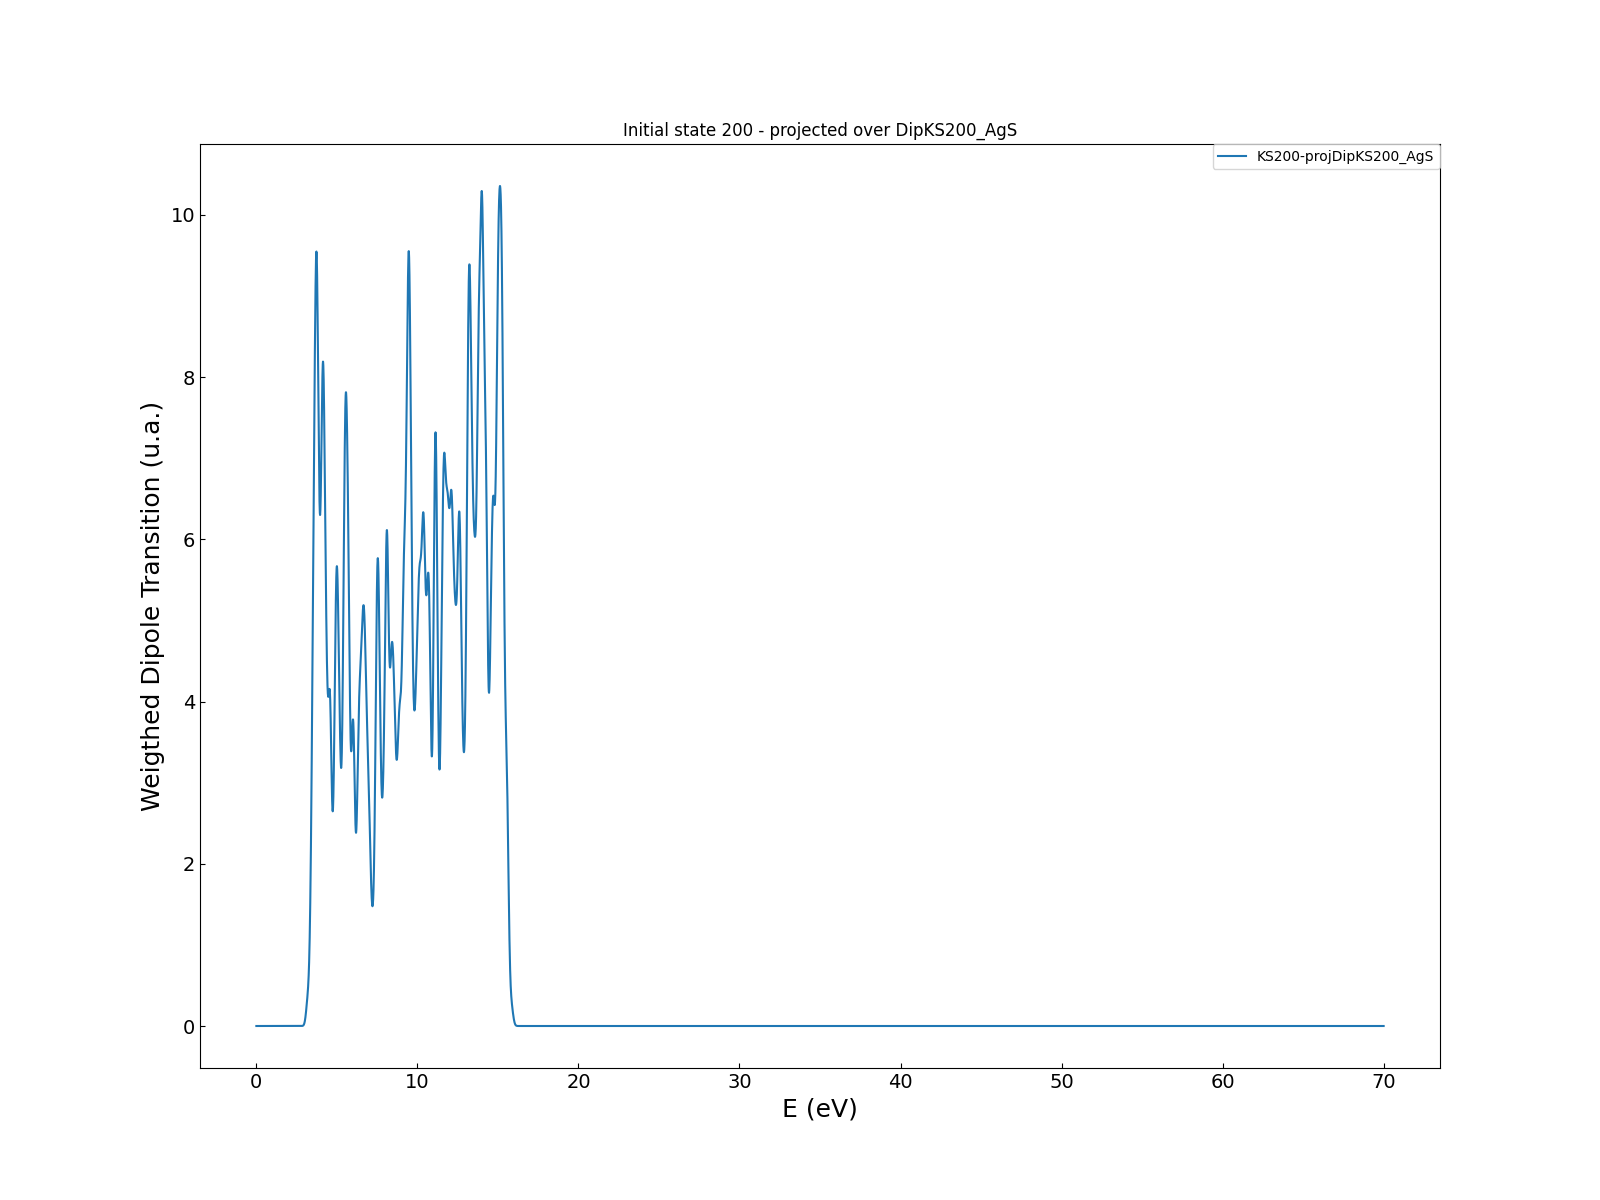 Initial state 200 - projected over DipKS200_AgS
KS200-projDipKS200_AgS
Weigthed Dipole Transition (u.a.)
10
8
6
4
2
0
0 10 20 30 40 50 60 70
E (eV)